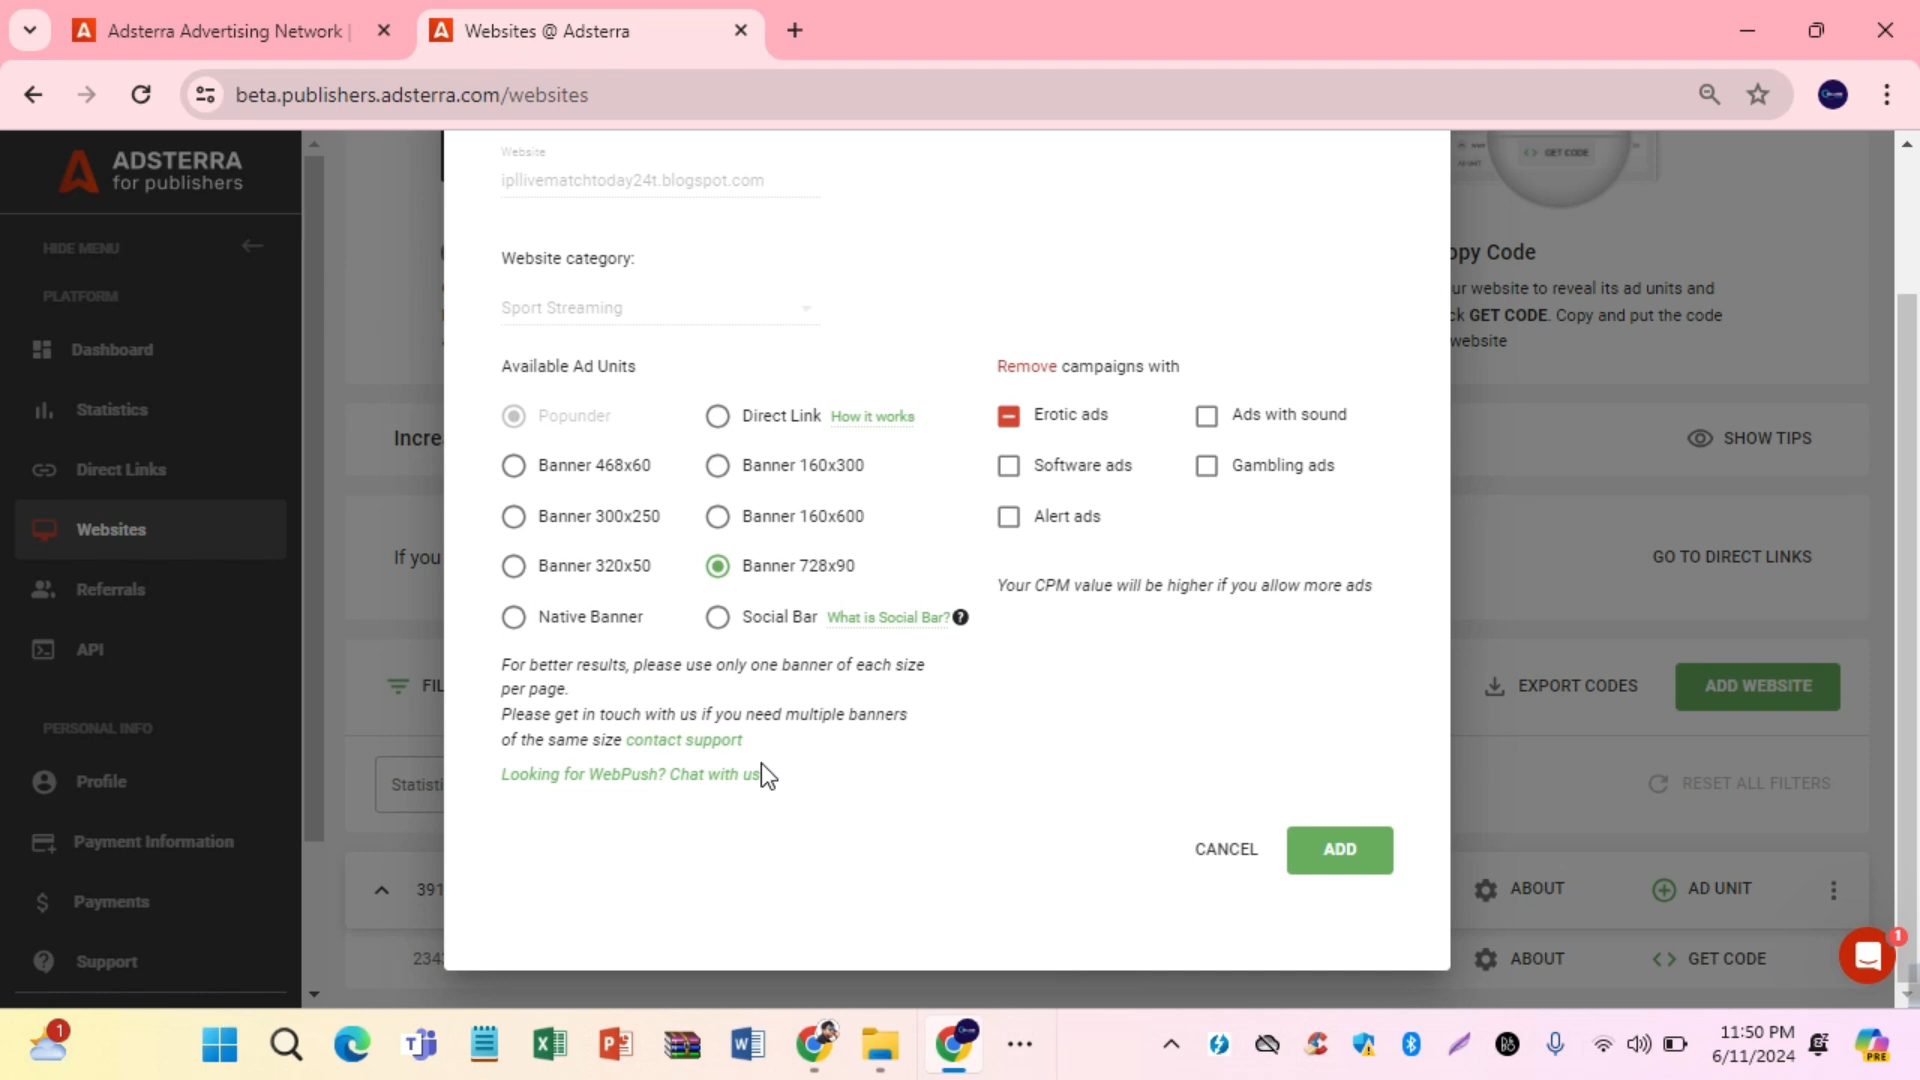 Adsterra Advertising Network |
Websites @ Adsterra
beta.publishers.adsterra.com/websites
ADSTERRA
for publishers
HIDE MENU
PLATFORM
Dashboard
Statistics
Direct Links
Websites
Referrals
API
PERSONAL INFO
Profile
Payment Information
Payments
Support
Website
ipllivematchtoday24t.blogspot.com
Website category:
Sport Streaming
Available Ad Units
Popunder
Direct Link How it works
Banner 468x60
Banner 160x300
Banner 300x250
Banner 160x600
Banner 320x50
Banner 728x90
Native Banner
Social Bar What is Social Bar? ?
For better results, please use only one banner of each size
per page.
Please get in touch with us if you need multiple banners
of the same size contact support
Looking for WebPush? Chat with us
Remove campaigns with
Erotic ads
Ads with sound
Software ads
Gambling ads
Alert ads
Your CPM value will be higher if you allow more ads
CANCEL
ADD
GET CODE
opy Code
ur website to reveal its ad units and
ck GET CODE. Copy and put the code
website
Incre
SHOW TIPS
If you
GO TO DIRECT LINKS
FIL
EXPORT CODES
ADD WEBSITE
Statisti
RESET ALL FILTERS
391
ABOUT
AD UNIT
234
ABOUT
GET CODE
1
1
11:50 PM
6/11/2024
PRE